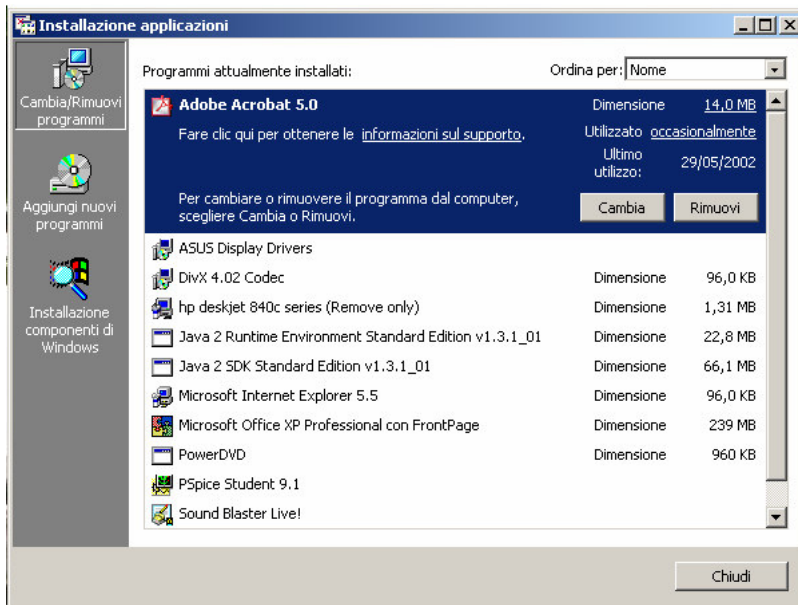 Installazione applicazioni
Cambia/Rimuovi
programmi
Aggiungi nuovi
programmi
Installazione
componenti di
Windows
Programmi attualmente installati:
Ordina per: Nome
Adobe Acrobat 5.0 Dimensione 14,0 MB
Fare clic qui per ottenere le informazioni sul supporto. Utilizzato occasionalmente
Ultimo
utilizzo: 29/05/2002
Per cambiare o rimuovere il programma dal computer,
scegliere Cambia o Rimuovi.
Cambia Rimuovi
ASUS Display Drivers
DivX 4.02 Codec Dimensione 96,0 KB
hp deskjet 840c series (Remove only) Dimensione 1,31 MB
Java 2 Runtime Environment Standard Edition v1.3.1_01 Dimensione 22,8 MB
Java 2 SDK Standard Edition v1.3.1_01 Dimensione 66,1 MB
Microsoft Internet Explorer 5.5 Dimensione 96,0 KB
Microsoft Office XP Professional con FrontPage Dimensione 239 MB
PowerDVD Dimensione 960 KB
PSpice Student 9.1
Sound Blaster Live!
Chiudi